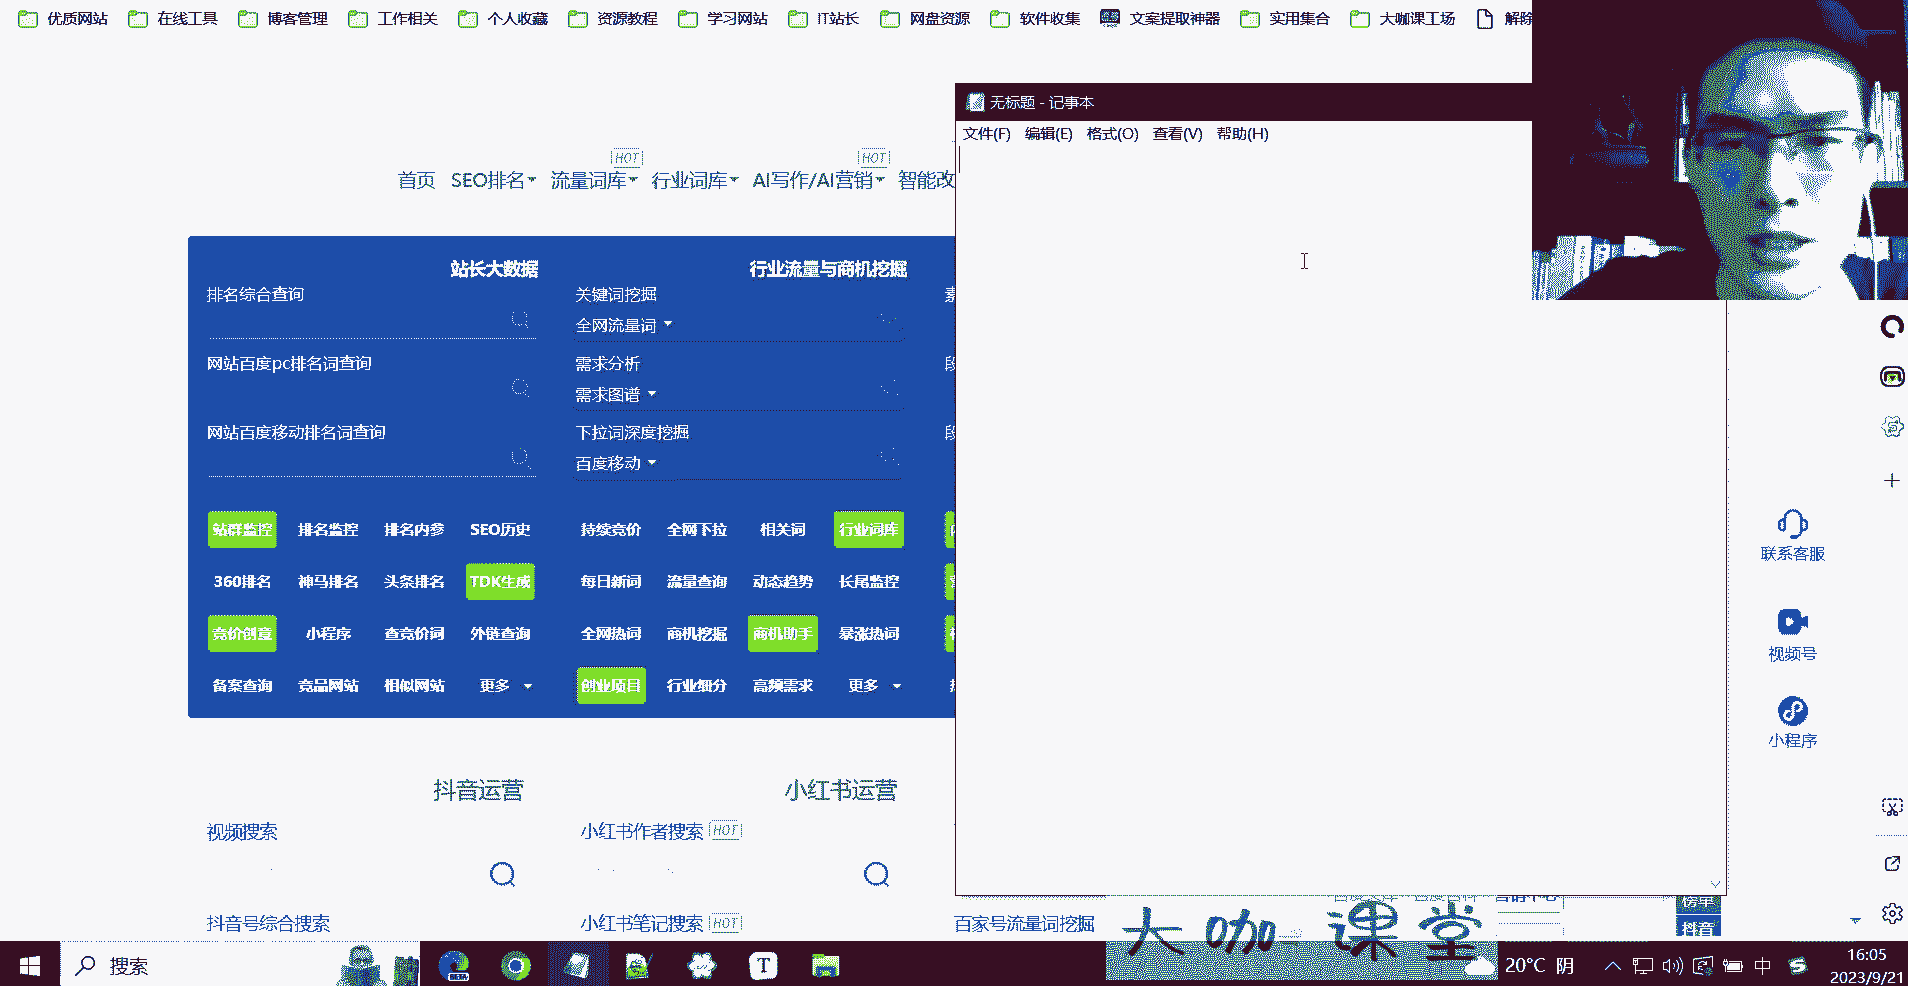 优质网站 在线工具 博客管理 工作相关 个人收藏 资源教程 学习网站 IT站长 网盘资源 软件收集 文案提取神器 实用集合 大咖课工场 解除
无标题 - 记事本
文件(F) 编辑(E) 格式(O) 查看(V) 帮助(H)
HOT HOT
首页 SEO排名 流量词库 行业词库 AI写作/AI营销 智能改
站长大数据 行业流量与商机挖掘
排名综合查询 关键词挖掘
全网流量词
网站百度pc排名词查询 需求分析
需求图谱
网站百度移动排名词查询 下拉词深度挖掘
百度移动
站群监控 排名监控 排名内参 SEO历史 持续竞价 全网下拉 相关词 行业词库
360排名 神马排名 头条排名 TDK生成 每日新词 流量查询 动态趋势 长尾监控
竞价创意 小程序 查竞价词 外链查询 全网热词 商机挖掘 商机助手 暴涨热词
备案查询 竞品网站 相似网站 更多 创业项目 行业细分 高频需求 更多
联系客服
视频号
小程序
抖音运营 小红书运营
视频搜索 小红书作者搜索 HOT
抖音号综合搜索 小红书笔记搜索 HOT 百家号流量词挖掘
榜单
抖音
大咖课堂
搜索 BETA T 20°C 阴 中 16:05
2023/9/21